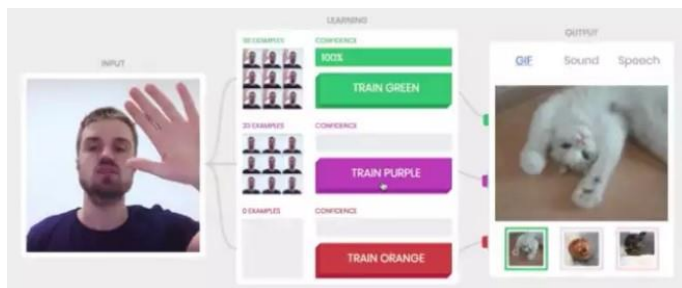 LEARNING
INPUT
OUTPUT
EXAMPLES
CONFIDENCE
100%
TRAIN GREEN
GIF
Sound
Speech
EXAMPLES
CONFIDENCE
TRAIN PURPLE
0 EXAMPLES
CONFIDENCE
TRAIN ORANGE